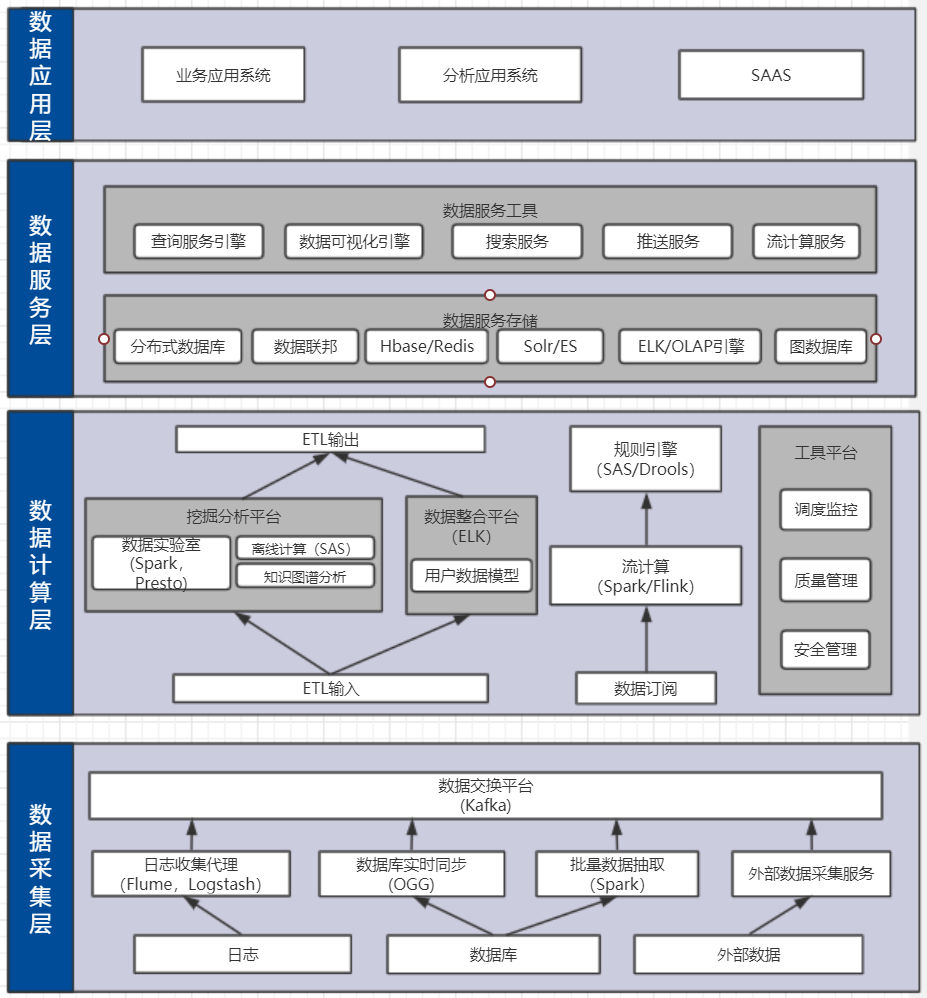 数据应用层
业务应用系统
分析应用系统
SAAS
数据服务层
数据服务工具
查询服务引擎
数据可视化引擎
搜索服务
推送服务
流计算服务
数据服务存储
分布式数据库
数据联邦
Hbase/Redis
Solr/ES
ELK/OLAP引擎
图数据库
数据计算层
ETL输出
挖掘分析平台
数据实验室
(Spark,
Presto)
离线计算（SAS）
知识图谱分析
数据整合平台
(ELK)
用户数据模型
ETL输入
规则引擎
（SAS/Drools）
流计算
(Spark/Flink)
数据订阅
工具平台
调度监控
质量管理
安全管理
数据采集层
数据交换平台
(Kafka)
日志收集代理
（Flume，Logstash）
数据库实时同步
(OGG)
批量数据抽取
(Spark)
外部数据采集服务
日志
数据库
外部数据